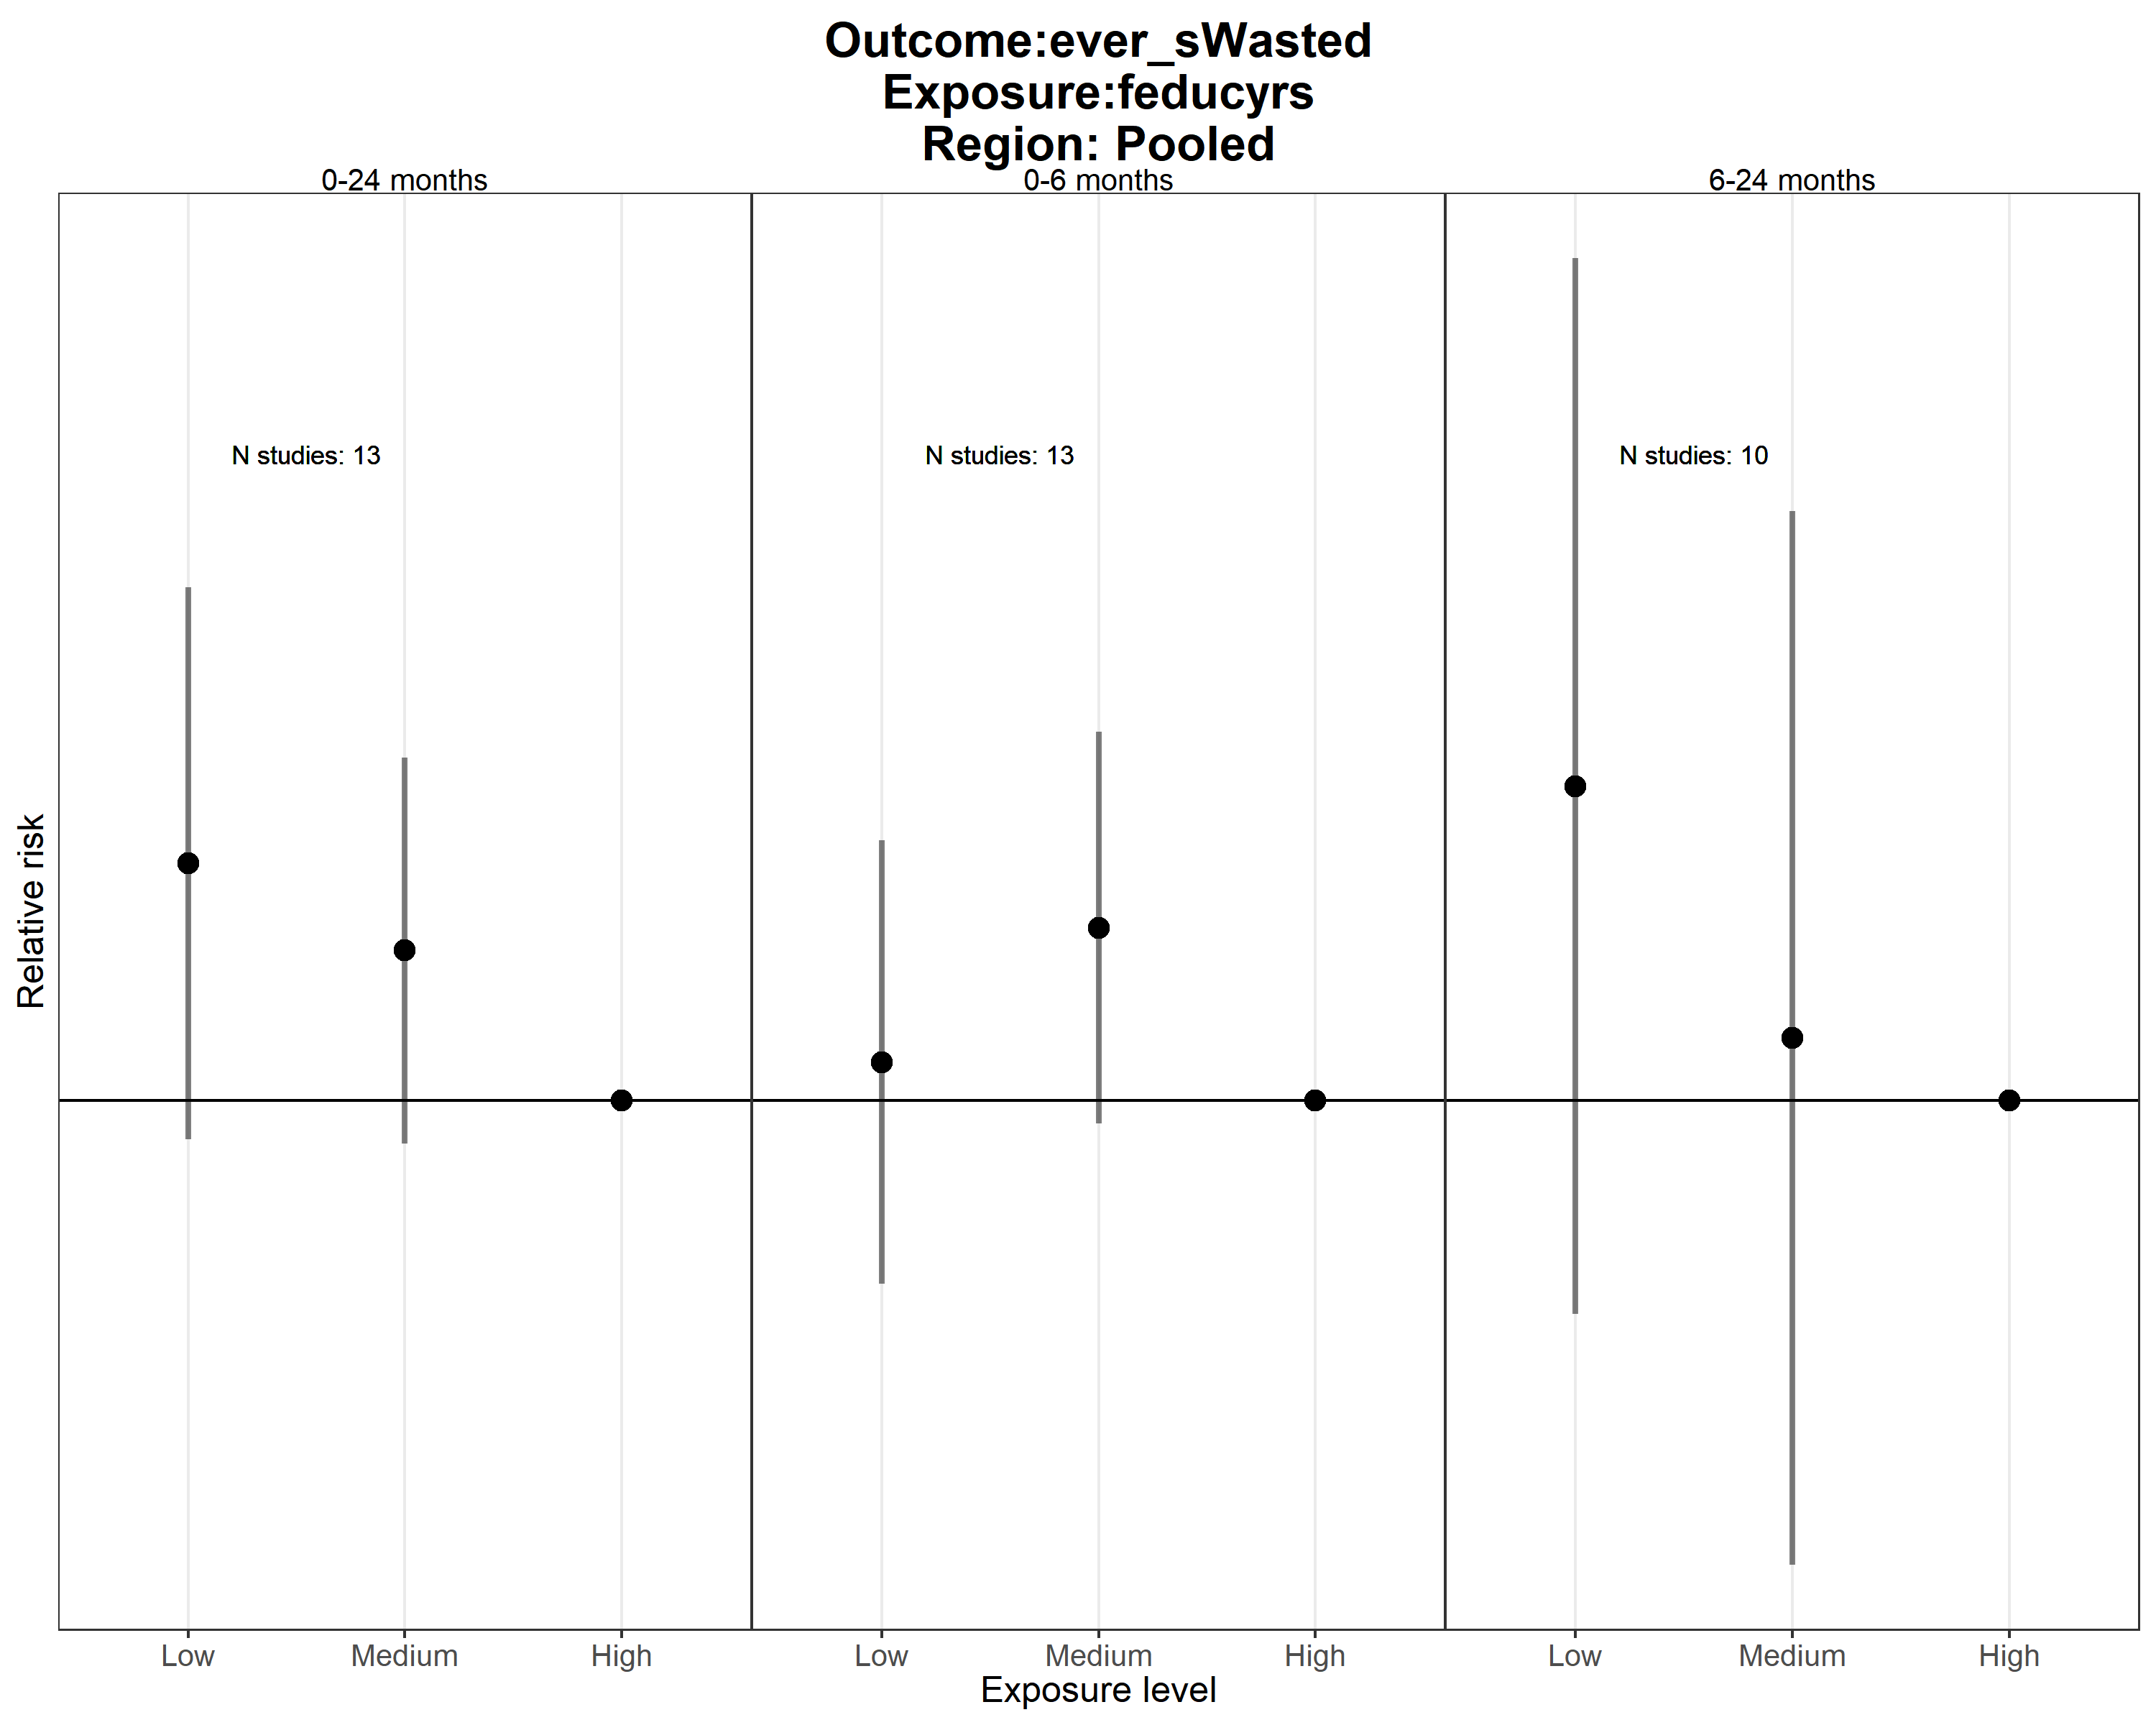 Outcome:ever_sWasted
Exposure:feducyrs
Region: Pooled
0-24 months
0-6 months
6-24 months
N studies: 13
N studies: 13
N studies: 10
Relative risk
Low
Medium
High
Low
Medium
High
Low
Medium
High
Exposure level